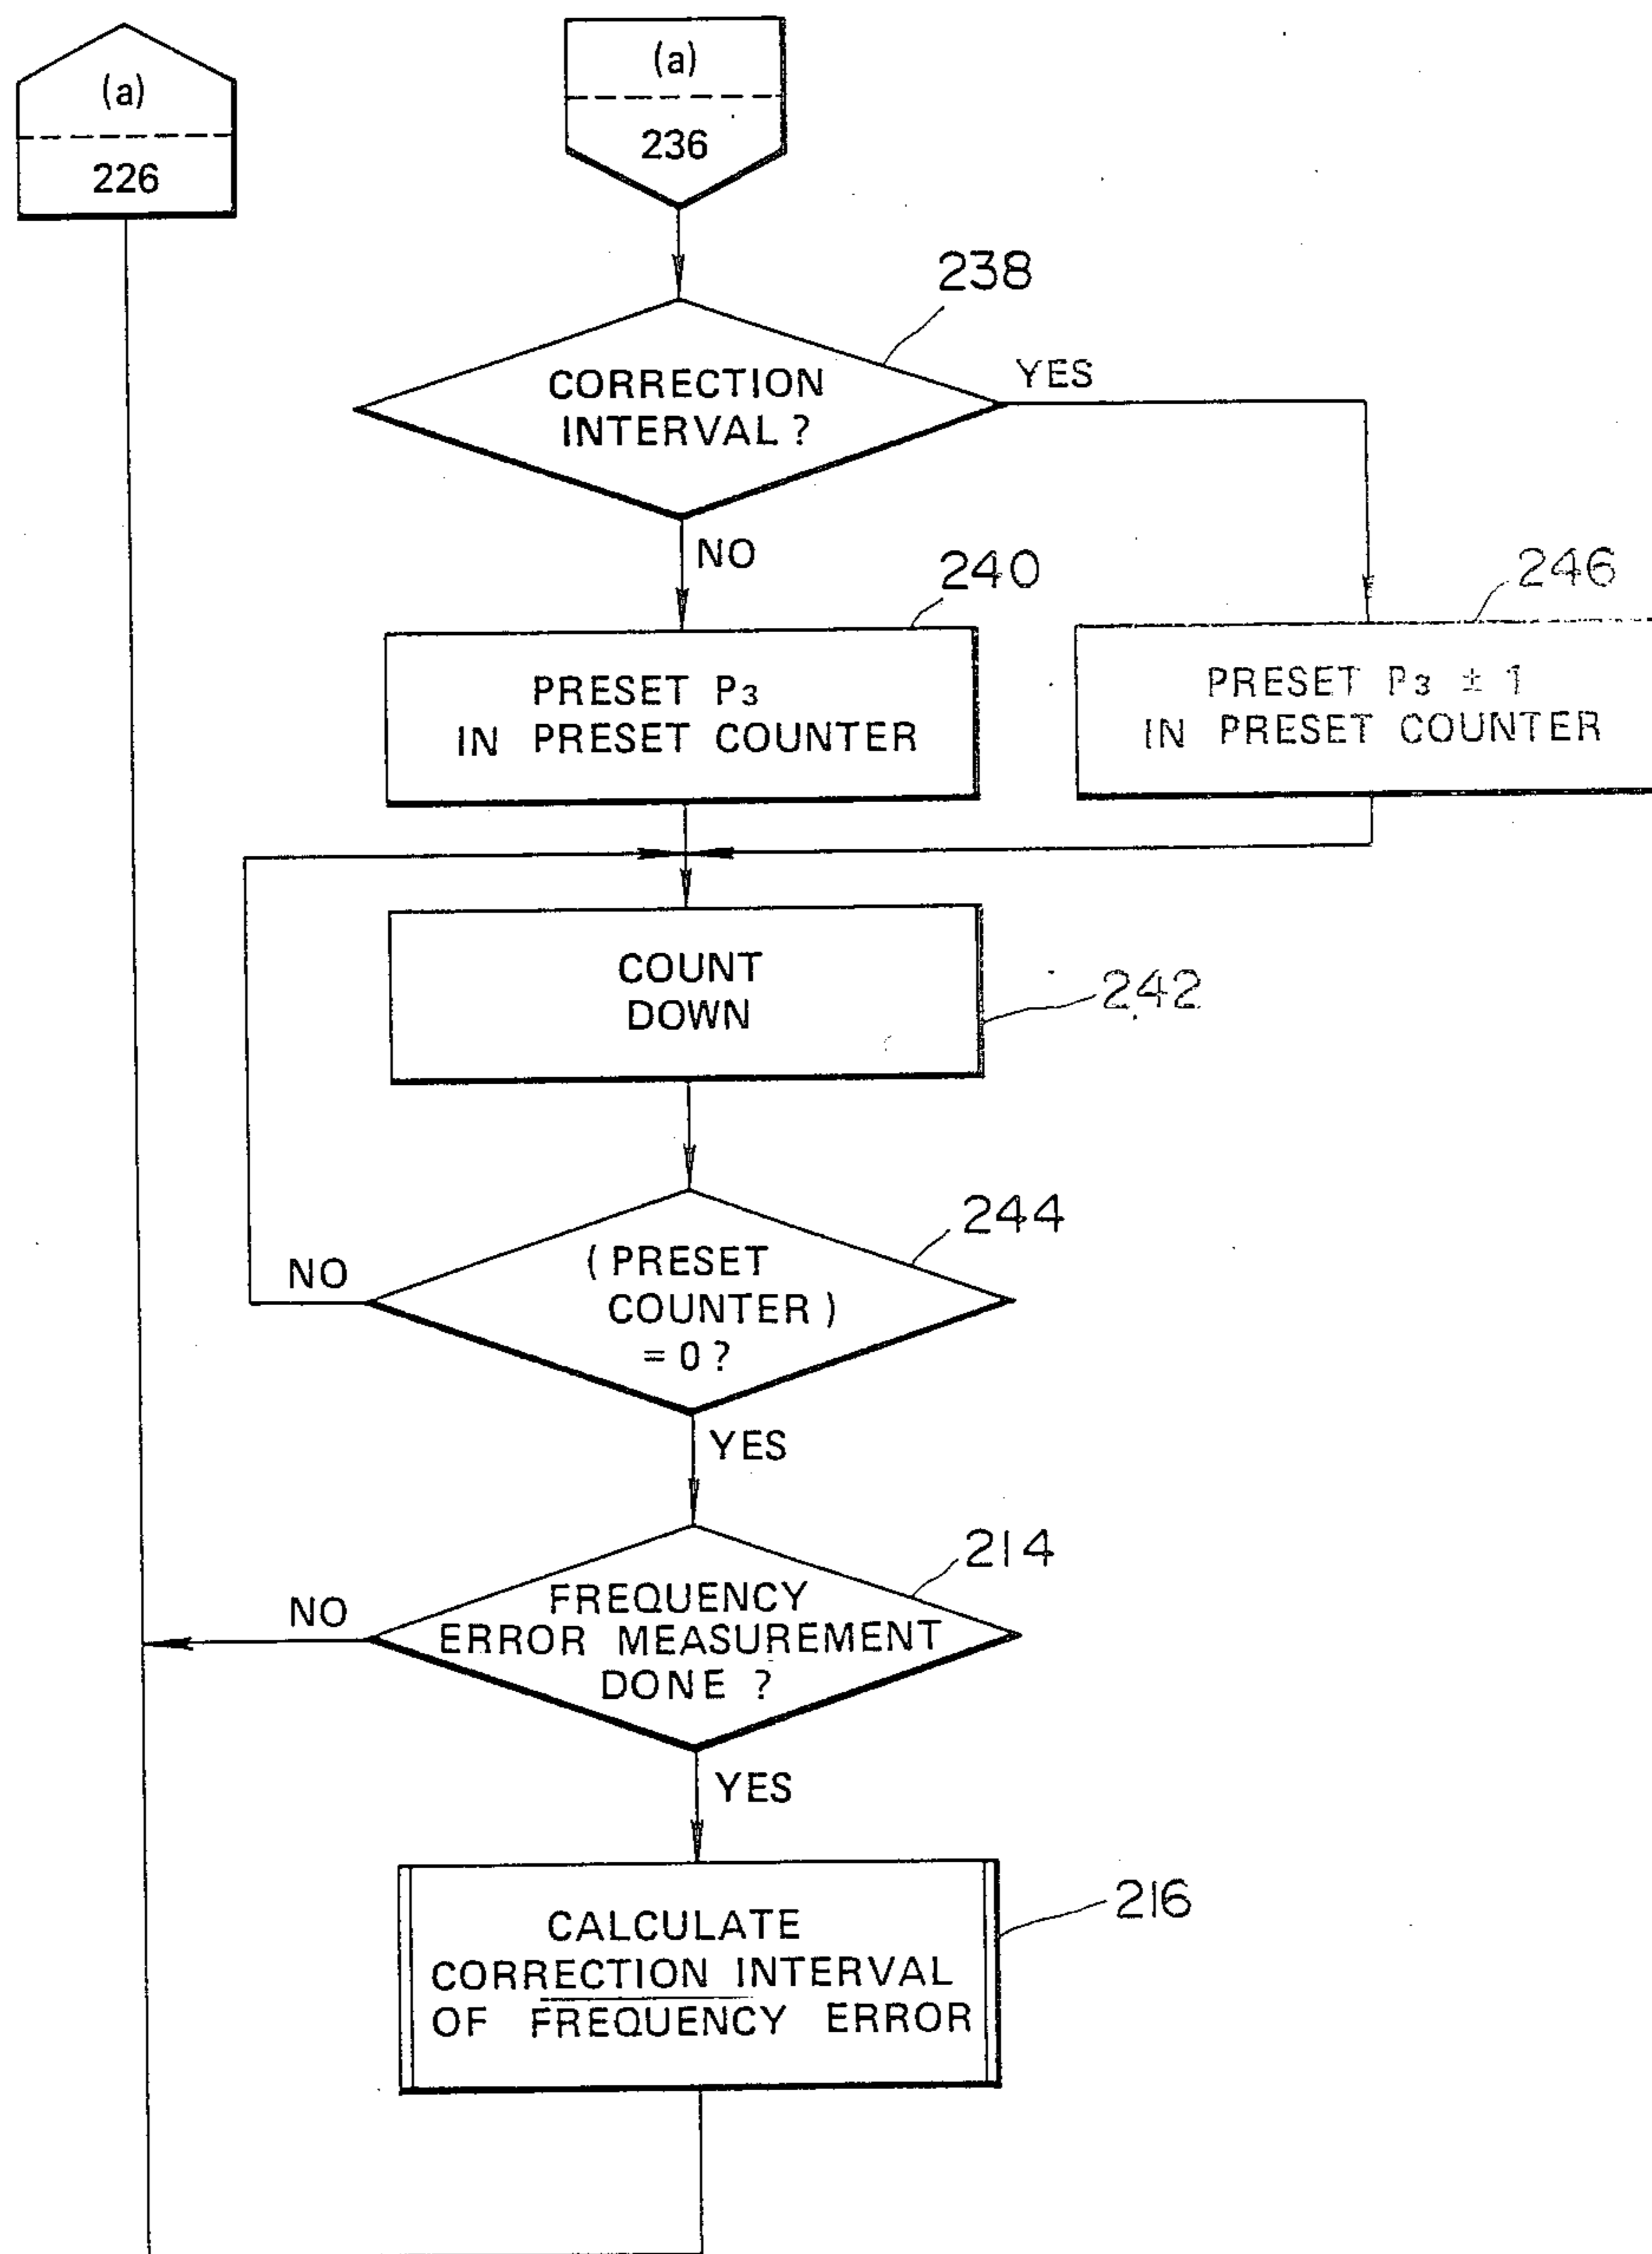 (a)
226
(a)
236
238
CORRECTION
INTERVAL?
YES
NO
240
PRESET P₃
IN PRESET COUNTER
246
PRESET P₃ ± 1
IN PRESET COUNTER
COUNT
DOWN
242
244
(PRESET
COUNTER)
= 0?
NO
YES
214
FREQUENCY
ERROR MEASUREMENT
DONE ?
NO
YES
216
CALCULATE
CORRECTION INTERVAL
OF FREQUENCY ERROR